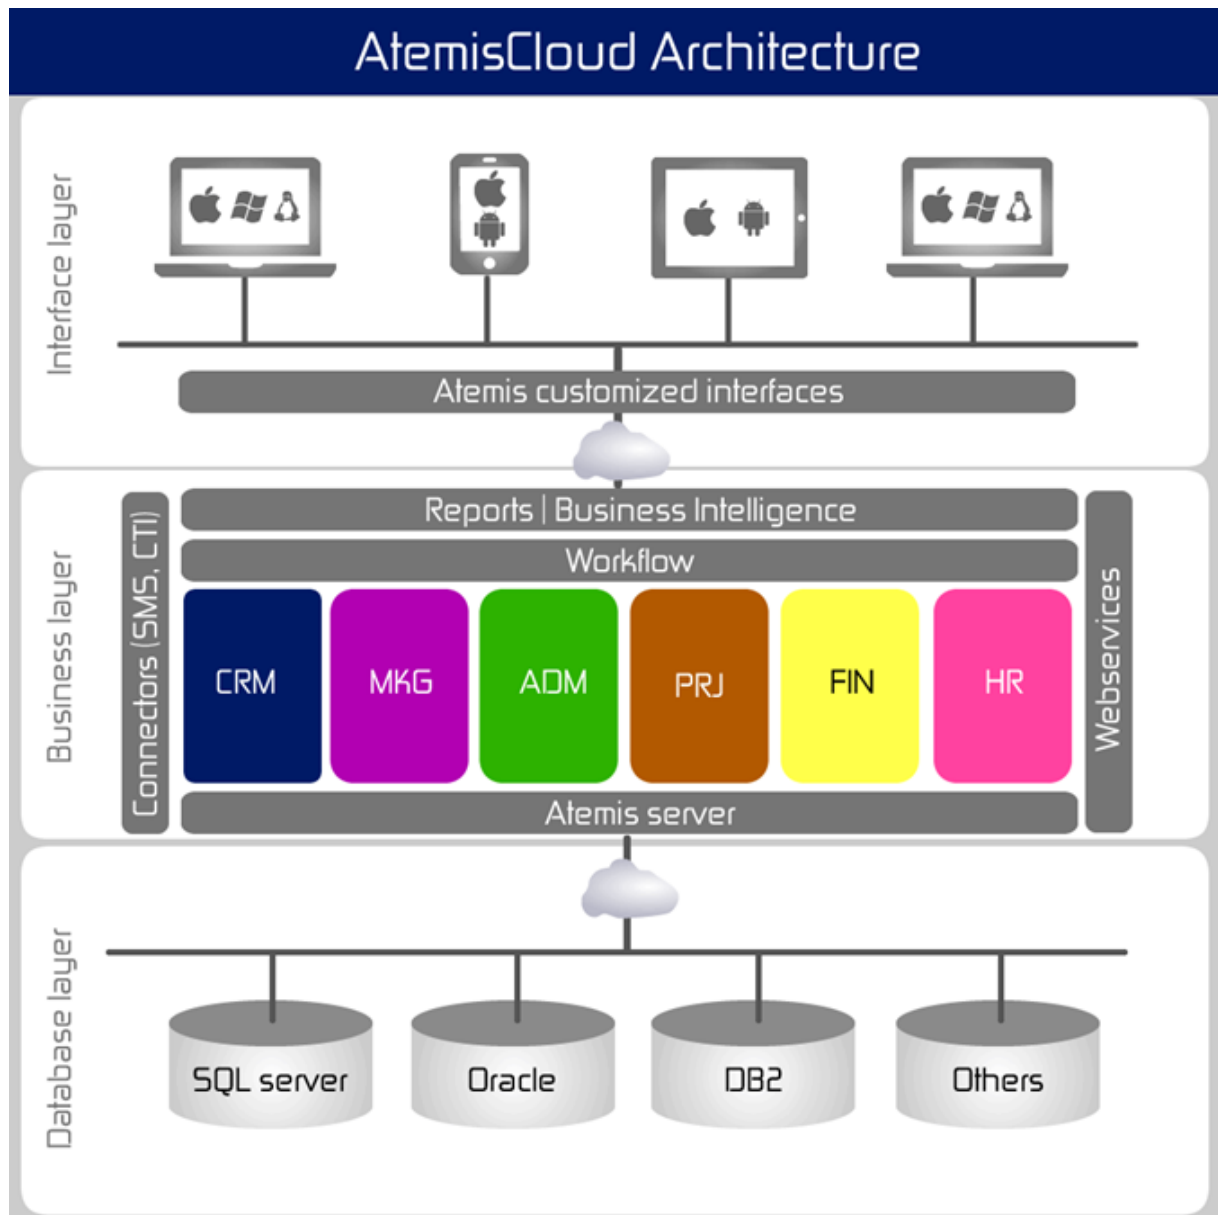 AtemisCloud Architecture
Interface layer
Atemis customized interfaces
Business layer
Connectors (SMS, CTI)
Reports | Business Intelligence
Workflow
CRM
MKG
ADM
PRJ
FIN
HR
Atemis server
Webservices
Database layer
SQL server
Oracle
DB2
Others